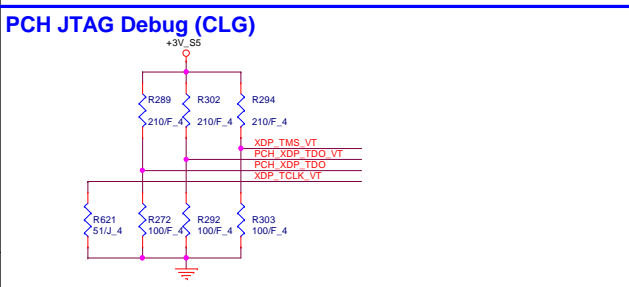 PCH JTAG Debug (CLG)
+3V_S5
R289 R302 R294
210/F_4 210/F_4 210/F_4
XDP_TMS_VT
PCH_XDP_TDO_VT
PCH_XDP_TDO
XDP_TCLK_VT
R621 R272 R292 R303
51/J_4 100/F_4 100/F_4 100/F_4